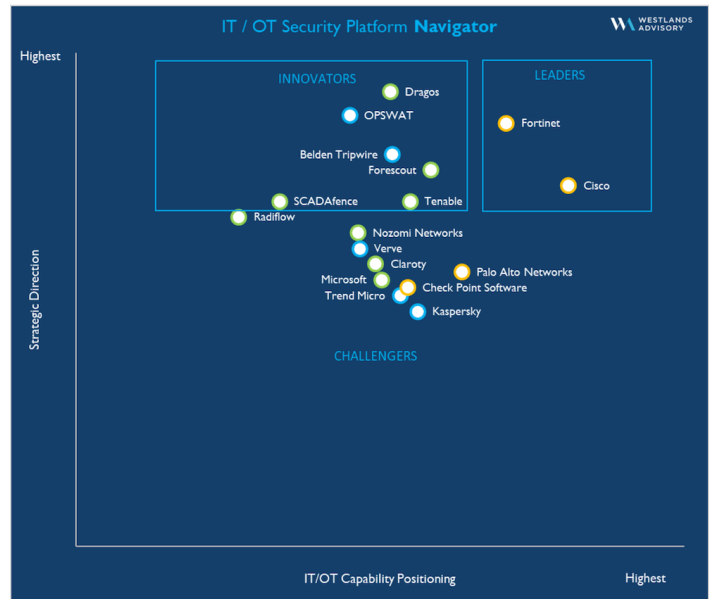 IT / OT Security Platform Navigator
WESTLANDS
ADVISORY
Highest
INNOVATORS
LEADERS
Dragos
OPSWAT
Fortinet
Belden Tripwire
Forescout
Cisco
SCADAfence
Tenable
Radiflow
Nozomi Networks
Verve
Claroty
Palo Alto Networks
Microsoft
Check Point Software
Trend Micro
Kaspersky
CHALLENGERS
Strategic Direction
IT/OT Capability Positioning
Highest